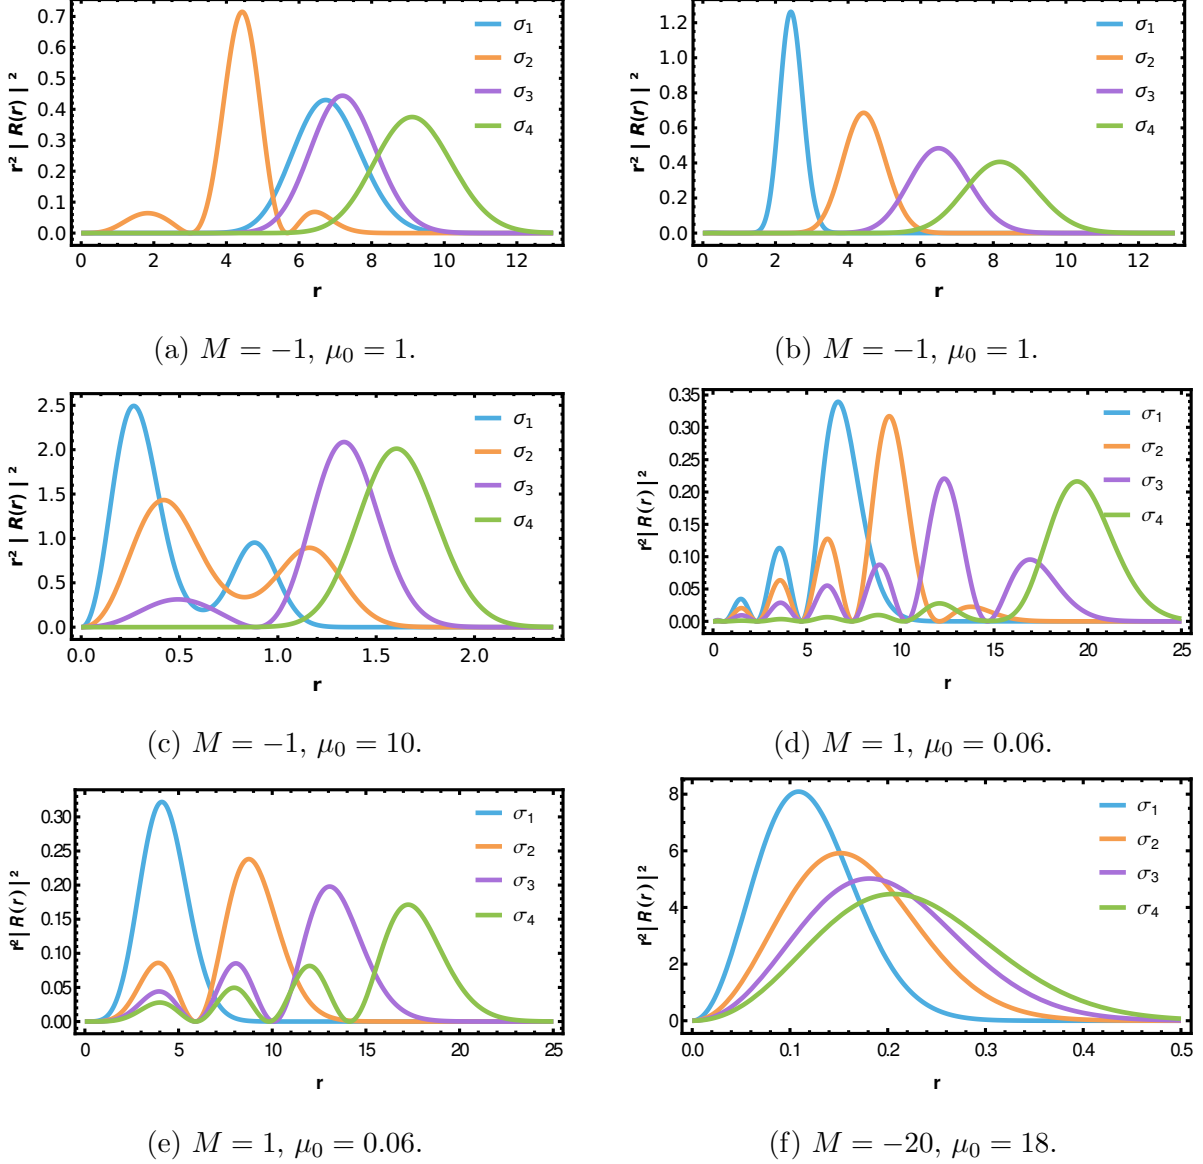 0.7
0.6
0.5
0.4
0.3
0.2
0.1
0.0
r² | R(r) | ²
0 2 4 6 8 10 12
r
σ₁
σ₂
σ₃
σ₄
(a) M = −1, μ₀ = 1.
1.2
1.0
0.8
0.6
0.4
0.2
0.0
r² | R(r) | ²
0 2 4 6 8 10 12
r
σ₁
σ₂
σ₃
σ₄
(b) M = −1, μ₀ = 1.
2.5
2.0
1.5
1.0
0.5
0.0
r² | R(r) | ²
0.0 0.5 1.0 1.5 2.0
r
σ₁
σ₂
σ₃
σ₄
(c) M = −1, μ₀ = 10.
0.35
0.30
0.25
0.20
0.15
0.10
0.05
0.00
r²|R(r)|²
0 5 10 15 20 25
r
σ₁
σ₂
σ₃
σ₄
(d) M = 1, μ₀ = 0.06.
0.30
0.25
0.20
0.15
0.10
0.05
0.00
r²|R(r)|²
0 5 10 15 20 25
r
σ₁
σ₂
σ₃
σ₄
(e) M = 1, μ₀ = 0.06.
8
6
4
2
0
r²|R(r)|²
0.0 0.1 0.2 0.3 0.4 0.5
r
σ₁
σ₂
σ₃
σ₄
(f) M = −20, μ₀ = 18.